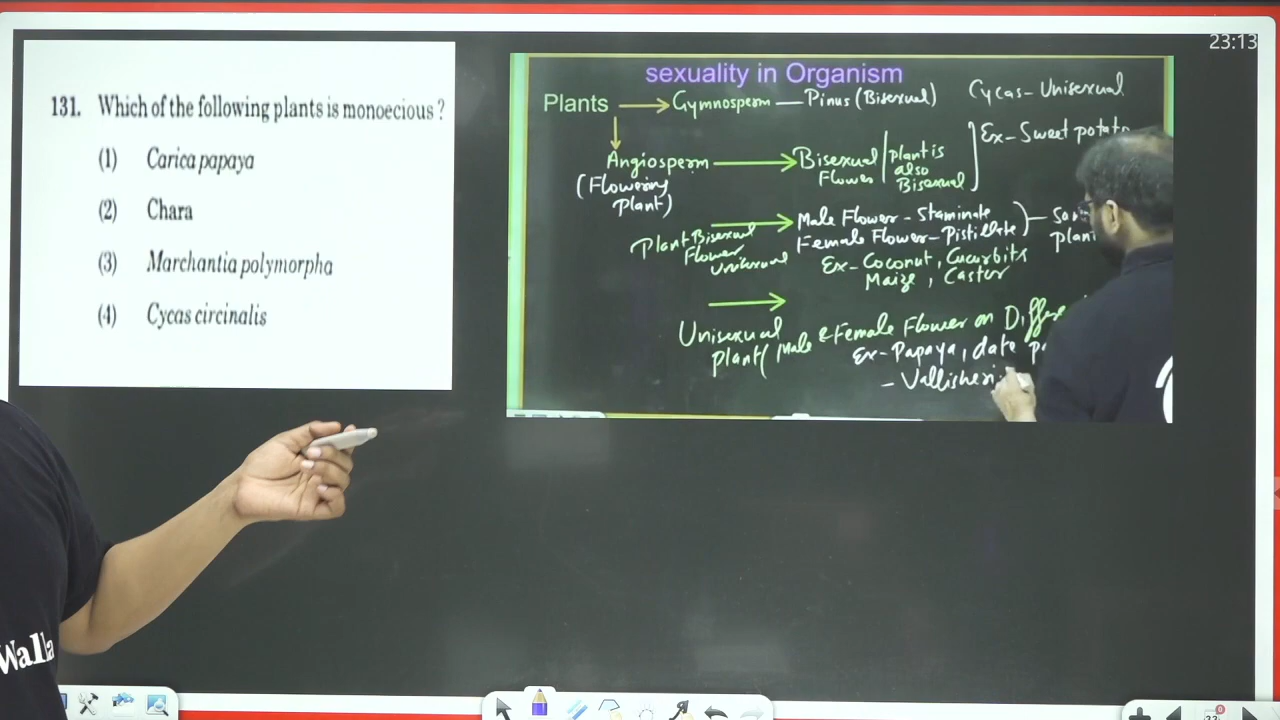 23:13
131. Which of the following plants is monoecious ?
(1) Carica papaya
(2) Chara
(3) Marchantia polymorpha
(4) Cycas circinalis
sexuality in Organism
Plants → Gymnosperm — Pinus (Bisexual) Cycas - Unisexual
Angiosperm → Bisexual Flower plant is also Bisexual Ex - Sweet potato
(Flowering Plant)
Plant Bisexual Flower Unisexual → Male Flower - Staminate
Female Flower - Pistillate
Ex - Coconut, Cucurbits
Maize, Castor
Unisexual plant ( Male & Female Flower on
Ex - Papaya, date
Walla